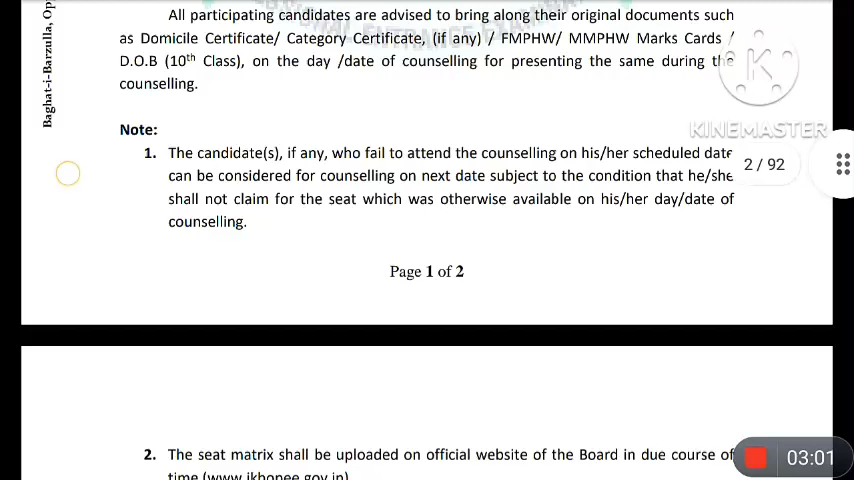 All participating candidates are advised to bring along their original documents such
as Domicile Certificate/ Category Certificate, (if any) / FMPHW/ MMPHW Marks Cards /
D.O.B (10th Class), on the day /date of counselling for presenting the same during the
counselling.
Baghat-i-Barzulla, Op
Note:
1. The candidate(s), if any, who fail to attend the counselling on his/her scheduled date
can be considered for counselling on next date subject to the condition that he/she
shall not claim for the seat which was otherwise available on his/her day/date of
counselling.
K
KINEMASTER
2 / 92
Page 1 of 2
2. The seat matrix shall be uploaded on official website of the Board in due course of
time (www.jkbopee.gov.in)
03:01